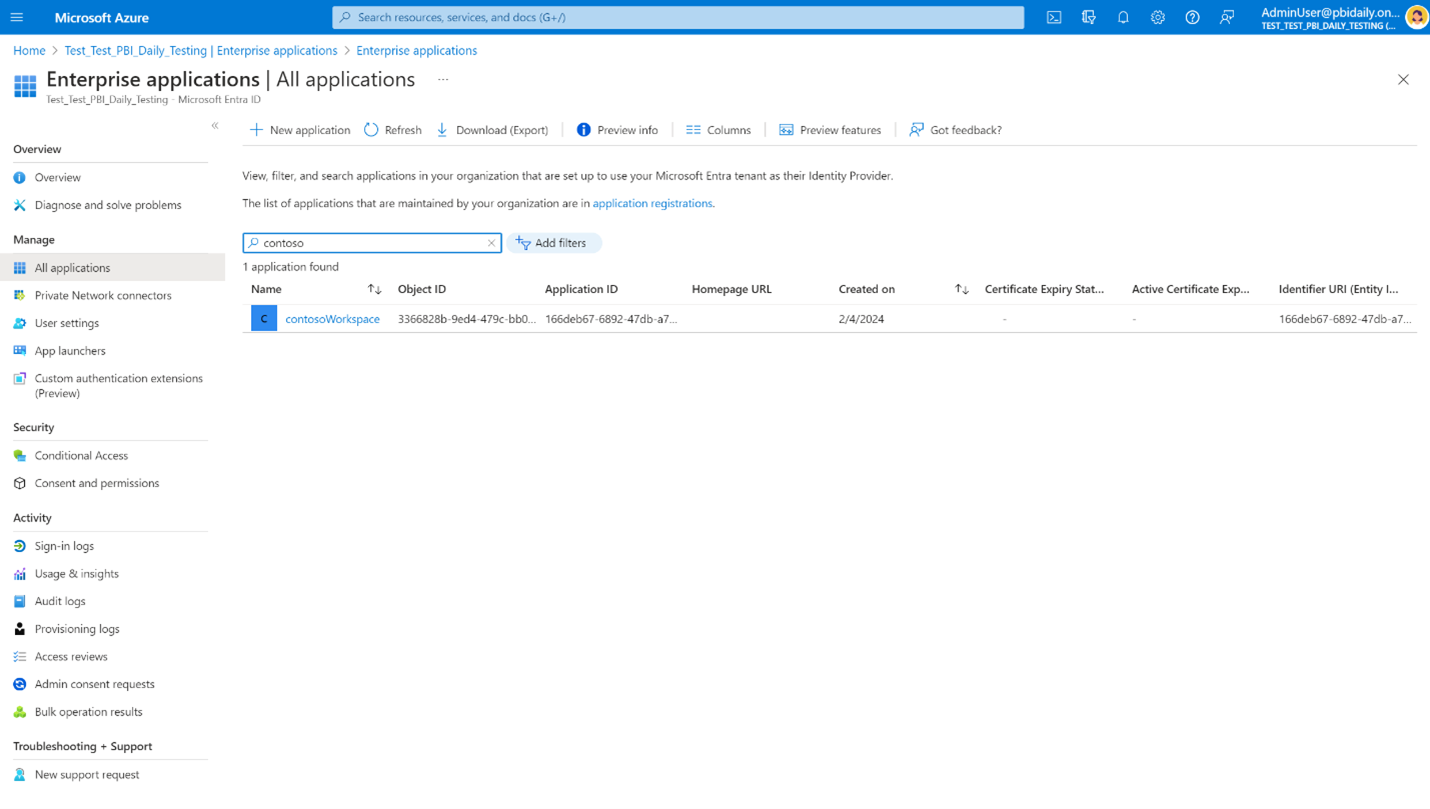 Microsoft Azure
Search resources, services, and docs (G+/)
AdminUser@pbidaily.on...
TEST_TEST_PBI_DAILY_TESTING (...
Home > Test_Test_PBI_Daily_Testing | Enterprise applications > Enterprise applications
Enterprise applications | All applications ...
Test_Test_PBI_Daily_Testing - Microsoft Entra ID
Overview
Overview
Diagnose and solve problems
Manage
All applications
Private Network connectors
User settings
App launchers
Custom authentication extensions
(Preview)
Security
Conditional Access
Consent and permissions
Activity
Sign-in logs
Usage & insights
Audit logs
Provisioning logs
Access reviews
Admin consent requests
Bulk operation results
Troubleshooting + Support
New support request
New application Refresh Download (Export) Preview info Columns Preview features Got feedback?
View, filter, and search applications in your organization that are set up to use your Microsoft Entra tenant as their Identity Provider.
The list of applications that are maintained by your organization are in application registrations.
contoso Add filters
1 application found
Name Object ID Application ID Homepage URL Created on Certificate Expiry Stat... Active Certificate Exp... Identifier URI (Entity I...
C contosoWorkspace 3366828b-9ed4-479c-bb0... 166deb67-6892-47db-a7... 2/4/2024 - - 166deb67-6892-47db-a7...